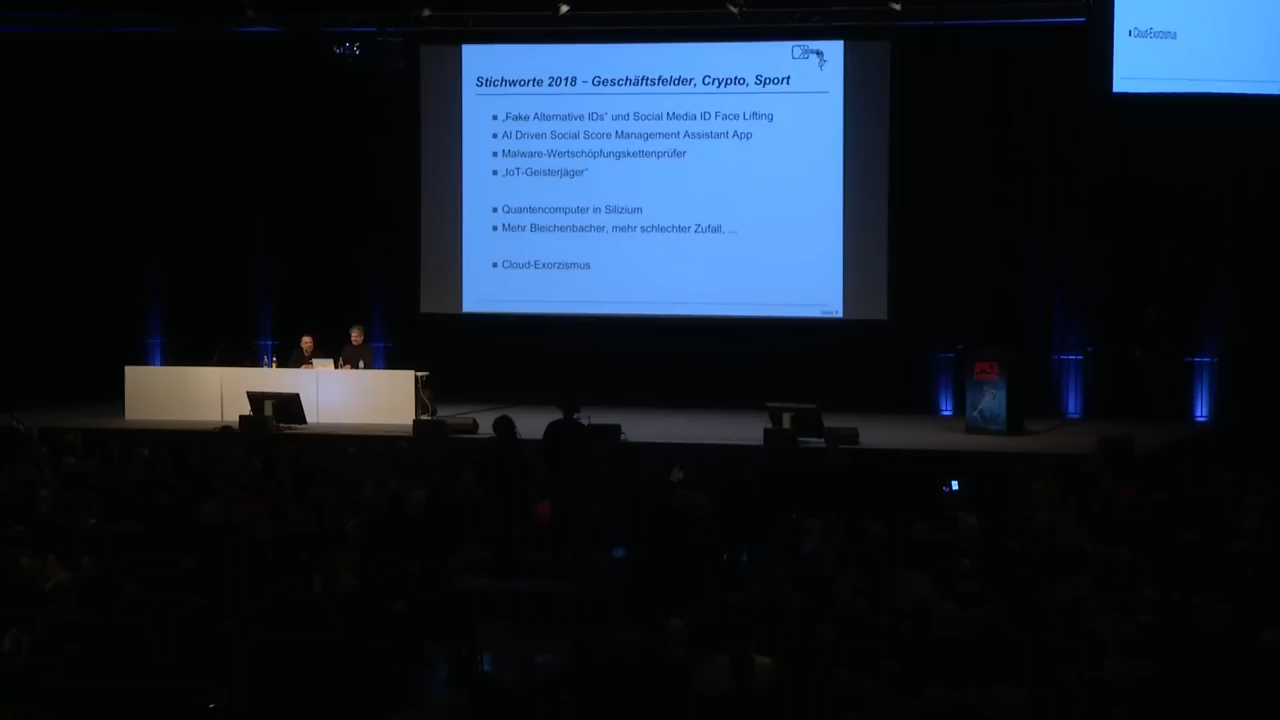 Stichworte 2018 – Geschäftsfelder, Crypto, Sport
„Fake Alternative IDs“ und Social Media ID Face Lifting
AI Driven Social Score Management Assistant App
Malware-Wertschöpfungskettenprüfer
„IoT-Geisterjäger“
Quantencomputer in Silizium
Mehr Bleichenbacher, mehr schlechter Zufall, ...
Cloud-Exorzismus
Cloud-Exorzismus